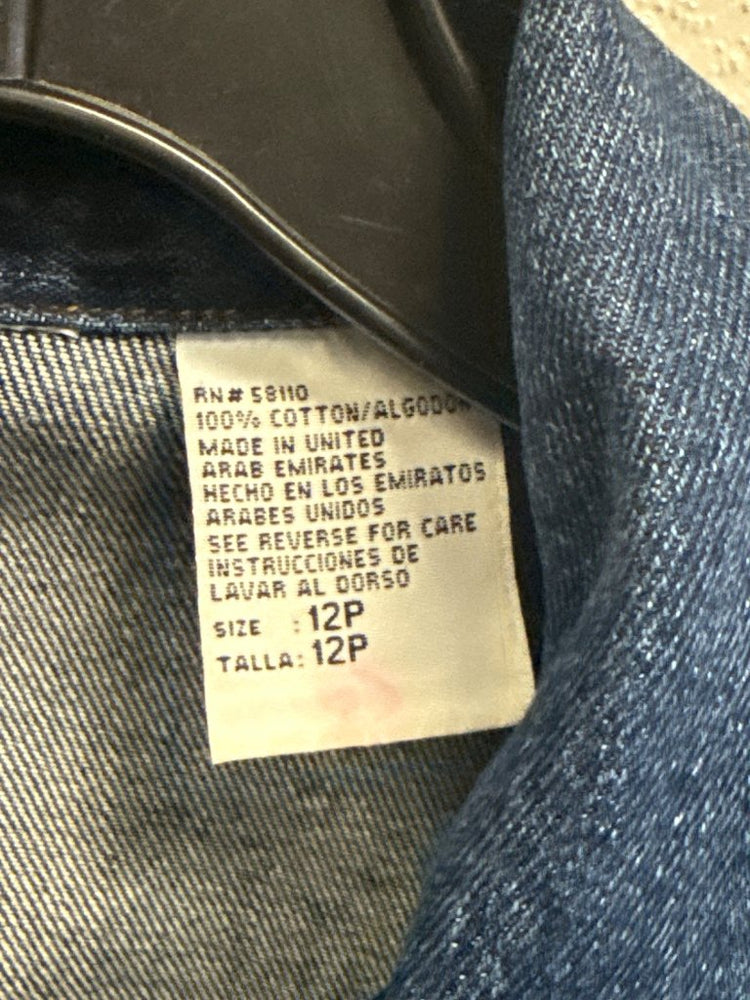 RN# 58110
100% COTTON/ALGODON
MADE IN UNITED
ARAB EMIRATES
HECHO EN LOS EMIRATOS
ARABES UNIDOS
SEE REVERSE FOR CARE
INSTRUCCIONES DE
LAVAR AL DORSO
SIZE : 12P
TALLA: 12P